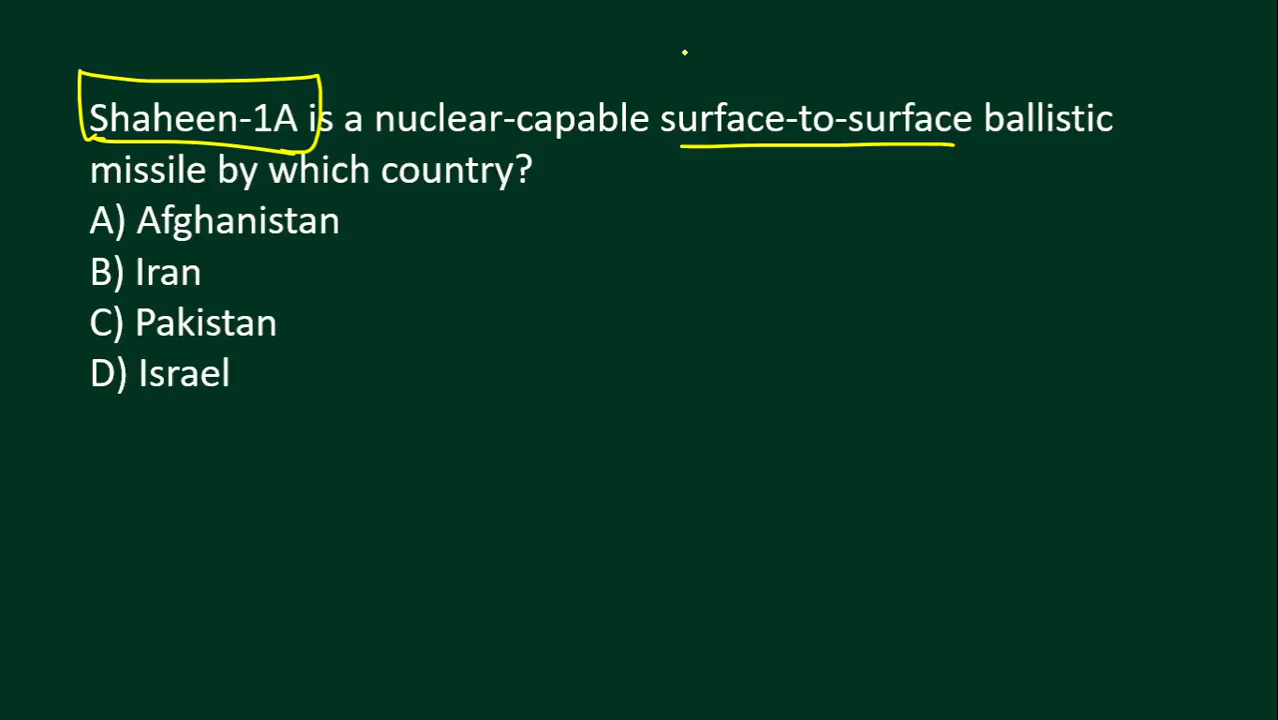 Shaheen-1A is a nuclear-capable surface-to-surface ballistic
missile by which country?
A) Afghanistan
B) Iran
C) Pakistan
D) Israel